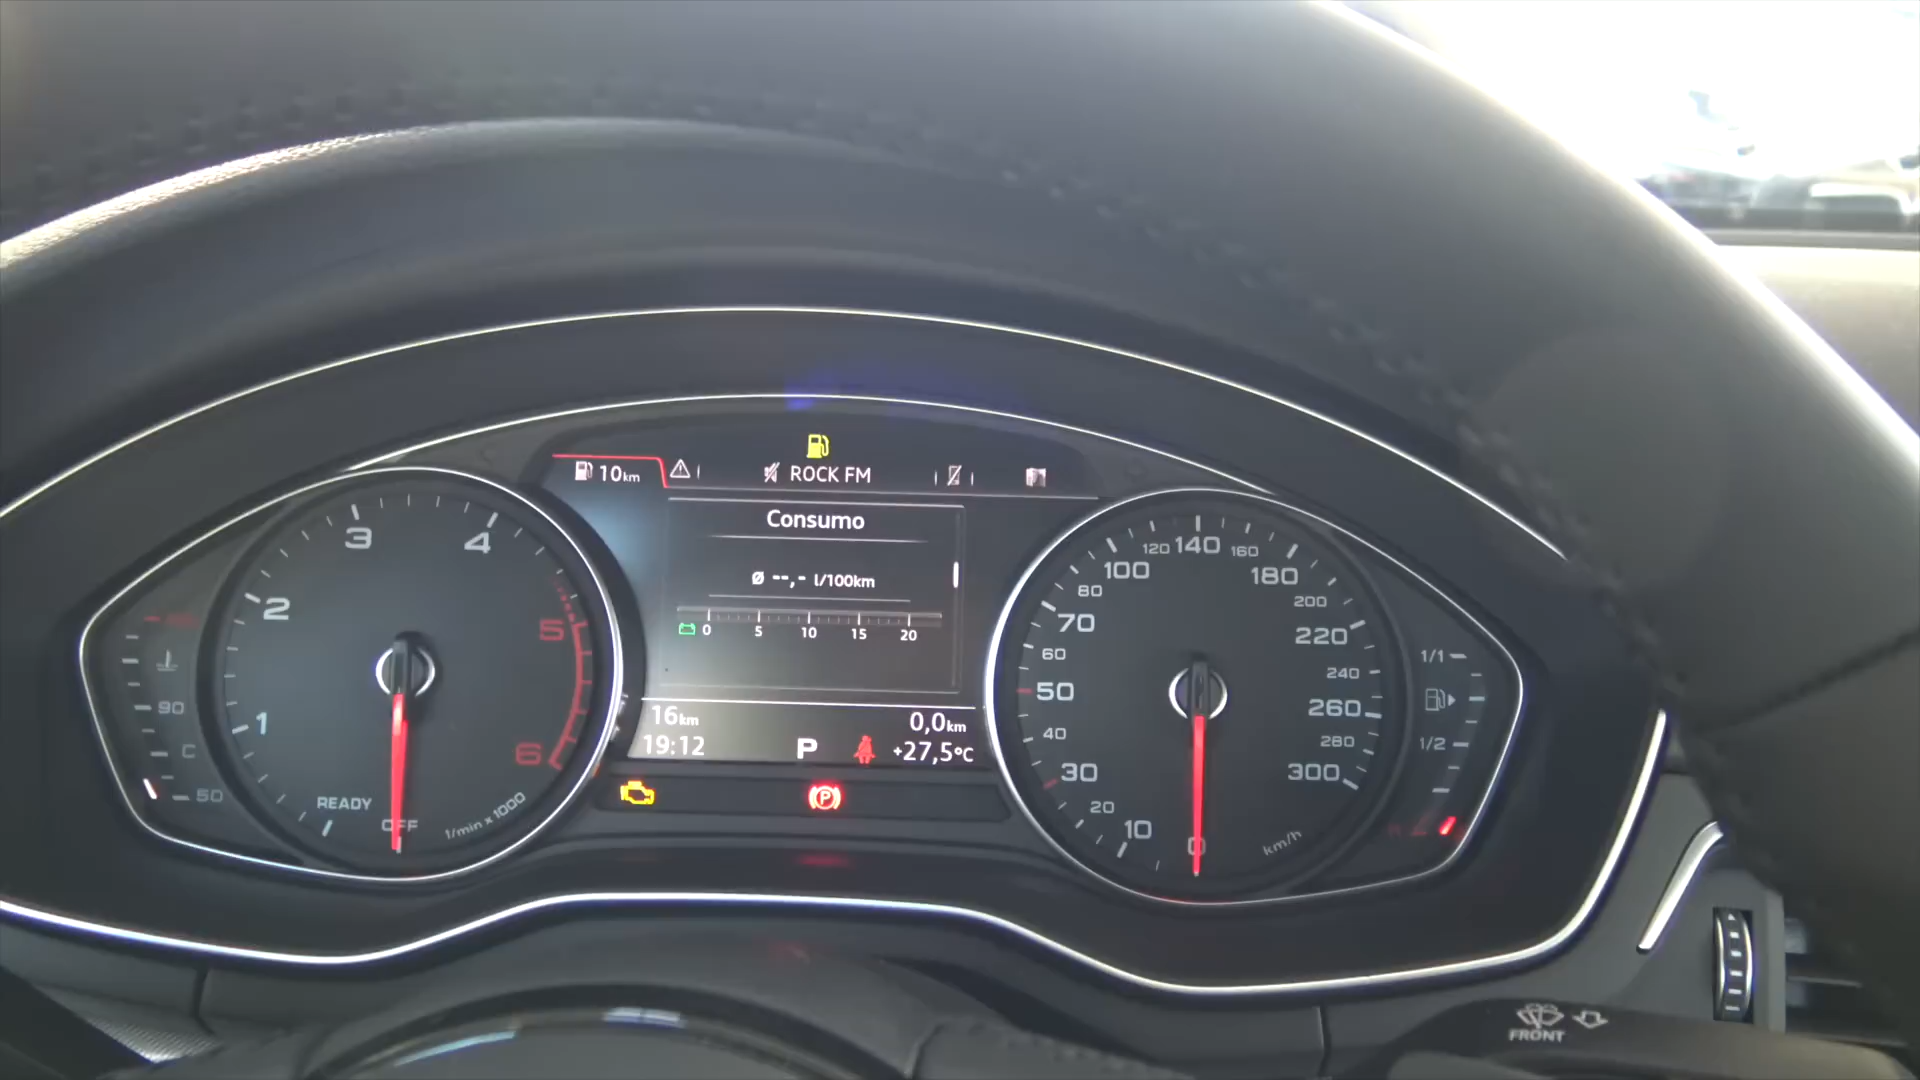 10km
ROCK FM
Consumo
Ø --,- l/100km
0 5 10 15 20
16km 0,0km
19:12 P +27,5°C
P
1 2 3 4 5 6
READY
OFF
1/min x 1000
90
C
50
0 10 20 30 40 50 60 70 80 100 120 140 160 180 200 220 240 260 280 300
km/h
1/1
1/2
FRONT